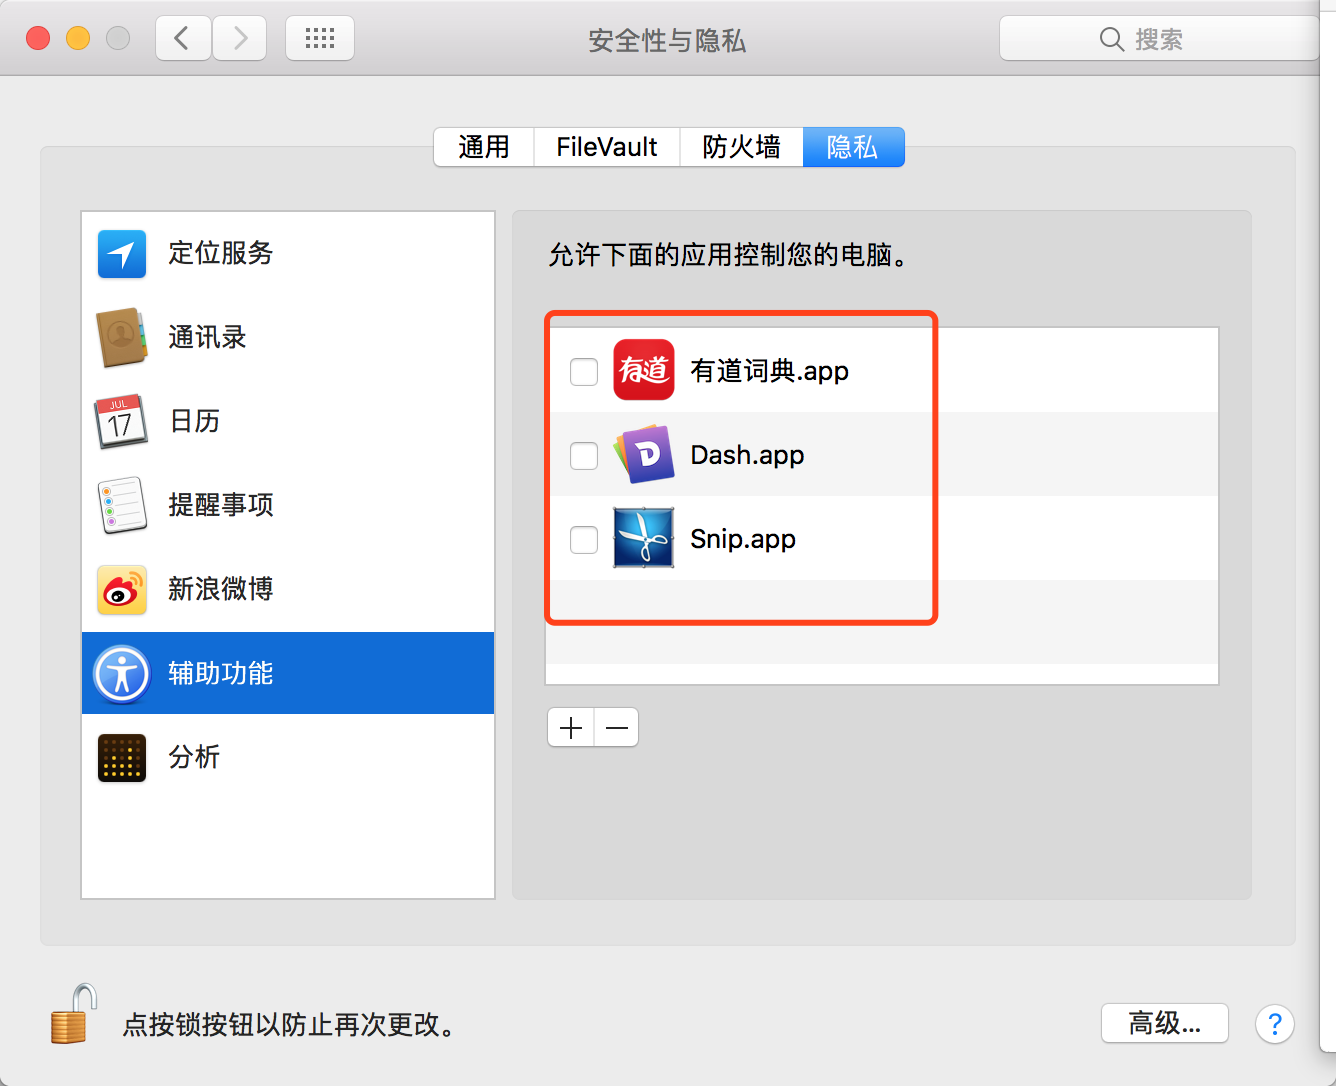 安全性与隐私
搜索
通用
FileVault
防火墙
隐私
定位服务
通讯录
JUL
17
日历
提醒事项
新浪微博
辅助功能
分析
允许下面的应用控制您的电脑。
有道
有道词典.app
D
Dash.app
Snip.app
点按锁按钮以防止再次更改。
高级...
?